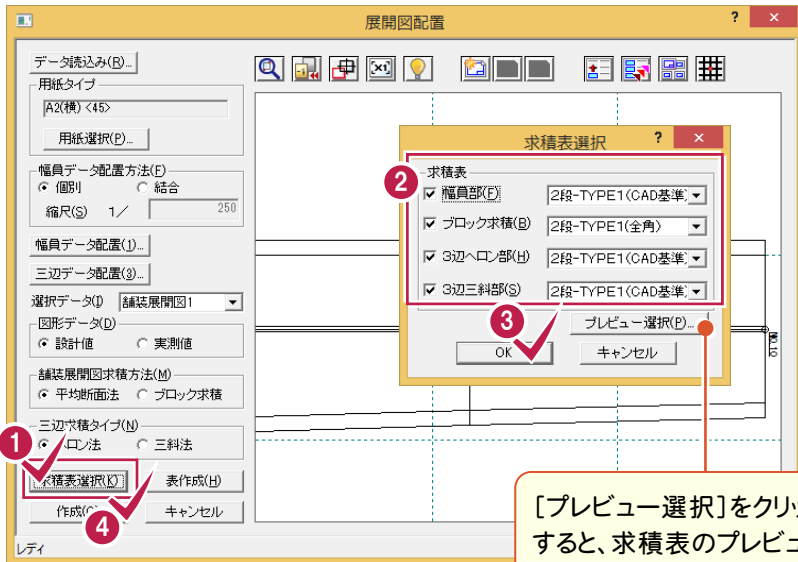 展開図配置
? ×
データ読込み(R)...
用紙タイプ
A2(横) <45>
用紙選択(P)...
幅員データ配置方法(F)
個別 結合
縮尺(S) 1／ 250
幅員データ配置(1)...
三辺データ配置(3)...
選択データ(I) 舗装展開図1
図形データ(D)
設計値 実測値
舗装展開図求積方法(M)
平均断面法 ブロック求積
三辺求積タイプ(N)
ヘロン法 三斜法
求積表選択(K) 表作成(H)
作成 キャンセル
レディ
1
4
×1
求積表選択
? ×
2
求積表
幅員部(F) 2段-TYPE1(CAD基準)
ブロック求積(B) 2段-TYPE1(全角)
3辺ヘロン部(H) 2段-TYPE1(CAD基準)
3辺三斜部(S) 2段-TYPE1(CAD基準)
3
プレビュー選択(P)...
OK キャンセル
NO.10
[プレビュー選択]をクリッ
すると、求積表のプレビュ